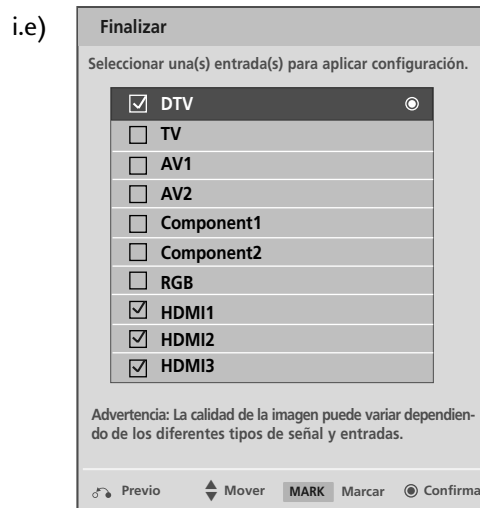 i.e)
Finalizar
Seleccionar una(s) entrada(s) para aplicar configuración.
DTV
TV
AV1
AV2
Component1
Component2
RGB
HDMI1
HDMI2
HDMI3
Advertencia: La calidad de la imagen puede variar dependien-
do de los diferentes tipos de señal y entradas.
Previo Mover MARK Marcar Confirma